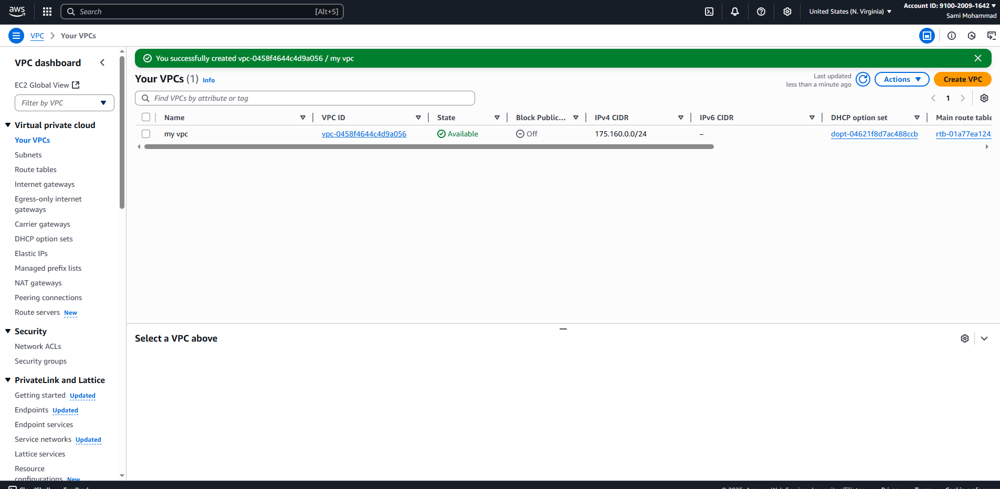 aws
Search
[Alt+S]
United States (N. Virginia)
Account ID: 9100-2009-1642
Sami Mohammad
VPC
Your VPCs
VPC dashboard
EC2 Global View
Filter by VPC
Virtual private cloud
Your VPCs
Subnets
Route tables
Internet gateways
Egress-only internet
gateways
Carrier gateways
DHCP option sets
Elastic IPs
Managed prefix lists
NAT gateways
Peering connections
Route servers New
Security
Network ACLs
Security groups
PrivateLink and Lattice
Getting started Updated
Endpoints Updated
Endpoint services
Service networks Updated
Lattice services
Resource
configurations New
You successfully created vpc-0458f4644c4d9a056 / my vpc
Your VPCs (1) Info
Last updated
less than a minute ago
Actions
Create VPC
Find VPCs by attribute or tag
1
Name VPC ID State Block Public... IPv4 CIDR IPv6 CIDR DHCP option set Main route table
my vpc vpc-0458f4644c4d9a056 Available Off 175.160.0.0/24 – dopt-04621f8d7ac488ccb rtb-01a77ea124
Select a VPC above
CloudShell Feedback